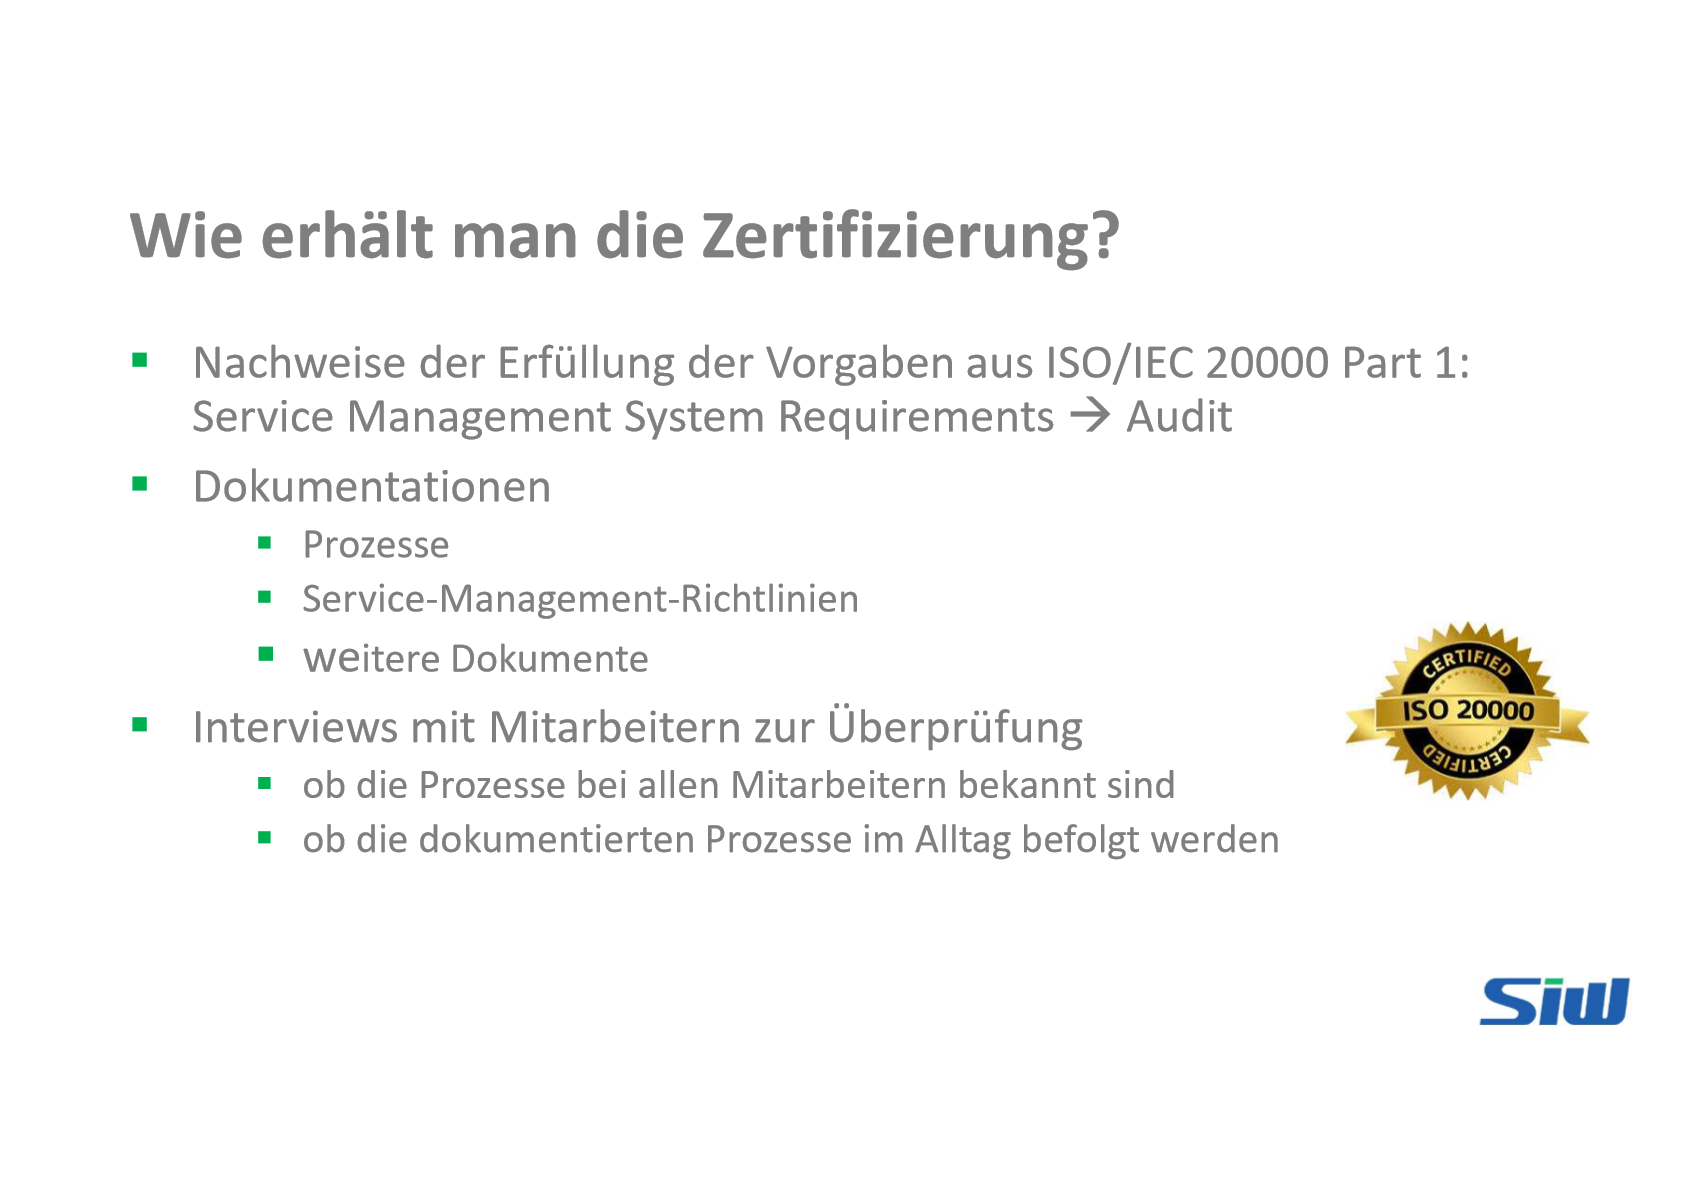 Wie erhält man die Zertifizierung?
▪ Nachweise der Erfüllung der Vorgaben aus ISO/IEC 20000 Part 1:
Service Management System Requirements → Audit
▪ Dokumentationen
▪ Prozesse
▪ Service-Management-Richtlinien
▪ weitere Dokumente
▪ Interviews mit Mitarbeitern zur Überprüfung
▪ ob die Prozesse bei allen Mitarbeitern bekannt sind
▪ ob die dokumentierten Prozesse im Alltag befolgt werden
CERTIFIED
ISO 20000
CERTIFIED
SiW